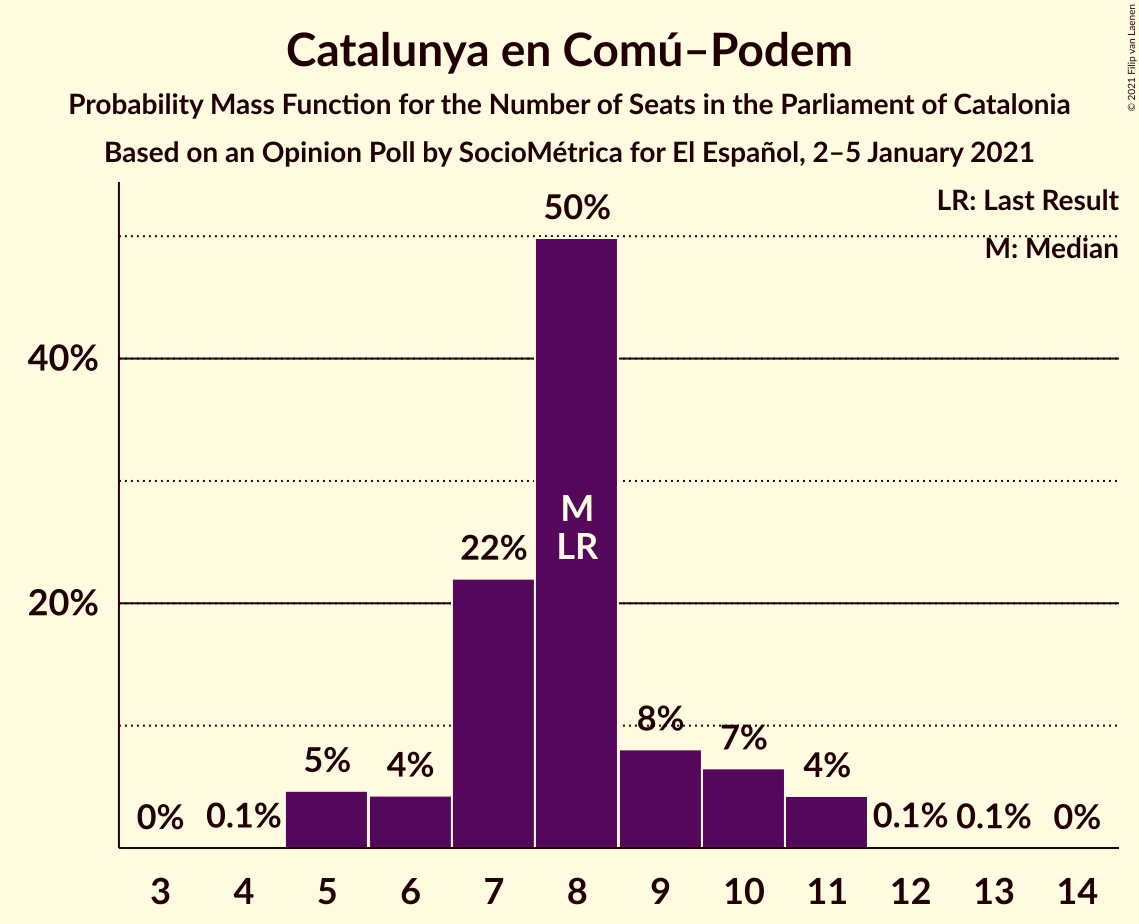 Catalunya en Comú–Podem
Probability Mass Function for the Number of Seats in the Parliament of Catalonia
Based on an Opinion Poll by SocioMétrica for El Español, 2–5 January 2021
© 2021 Filip van Laenen
LR: Last Result
M: Median
50%
40%
M
LR
22%
20%
8%
7%
5%
4%
4%
0%
0.1%
0.1%
0.1%
0%
3 4 5 6 7 8 9 10 11 12 13 14